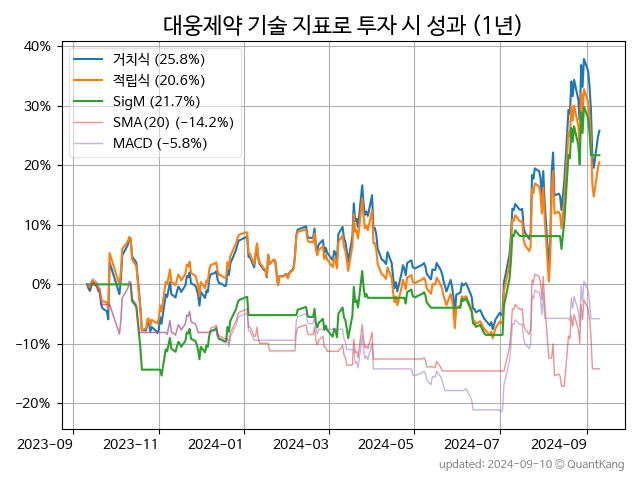 대웅제약 기술 지표로 투자 시 성과 (1년)
40%
30%
20%
10%
0%
−10%
−20%
거치식 (25.8%)
적립식 (20.6%)
SigM (21.7%)
SMA(20) (−14.2%)
MACD (−5.8%)
2023-09
2023-11
2024-01
2024-03
2024-05
2024-07
2024-09
updated: 2024-09-10 © QuantKang